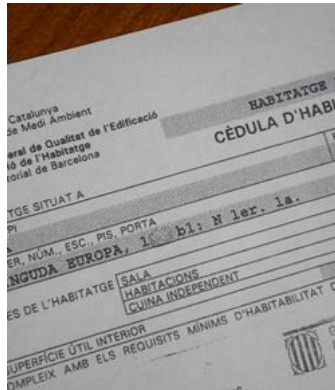 Catalunya
de Medi Ambient
eral de Qualitat de l'Edificació
ó de l'Habitatge
torial de Barcelona
HABITATGE
CÈDULA D'HABI
TGE SITUAT A
PI
ER, NÚM., ESC., PIS, PORTA
NGUDA EUROPA, bl: N 1er. 1a.
ES DE L'HABITATGE
SALA
HABITACIONS
CUINA INDEPENDENT
SUPERFÍCIE ÚTIL INTERIOR
COMPLEIX AMB ELS REQUISITS MÍNIMS D'HABITABILITAT D